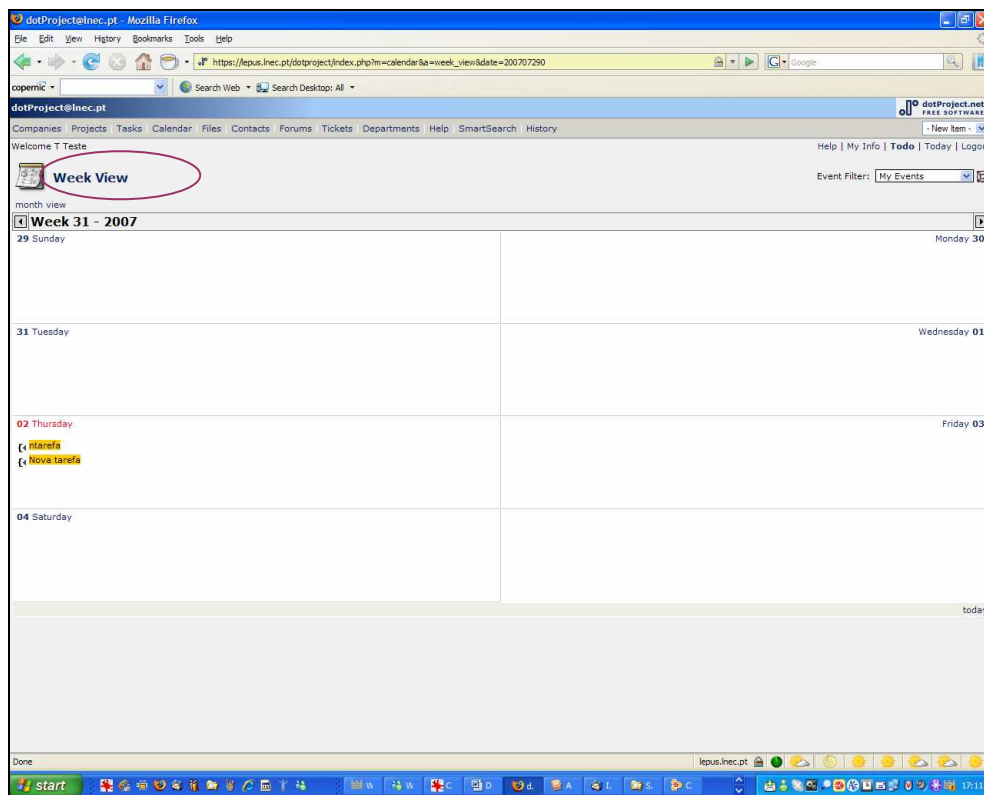 dotProject@lnec.pt - Mozilla Firefox
File Edit View History Bookmarks Tools Help
https://lepus.lnec.pt/dotproject/index.php?m=calendar&a=week_view&date=200707290
G Google
copernic Search Web Search Desktop: All
dotProject@lnec.pt
dotProject.net
FREE SOFTWARE
Companies Projects Tasks Calendar Files Contacts Forums Tickets Departments Help SmartSearch History
- New Item -
Welcome T Teste
Help | My Info | Todo | Today | Logou
Week View
Event Filter: My Events
month view
Week 31 - 2007
29 Sunday
Monday 30
31 Tuesday
Wednesday 01
02 Thursday
Friday 03
ntarefa
Nova tarefa
04 Saturday
today
Done
lepus.lnec.pt
start
W W C D d. A I. S. C
17:11